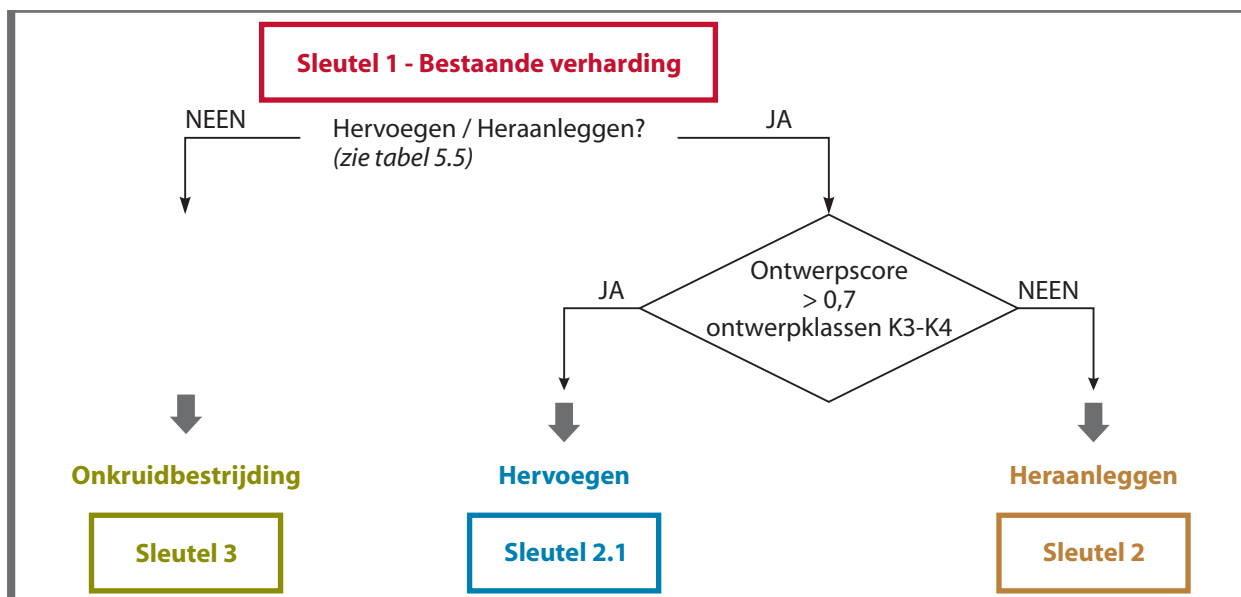 Sleutel 1 - Bestaande verharding
NEEN
Hervoegen / Heraanleggen?
(zie tabel 5.5)
JA
Ontwerpscore
> 0,7
ontwerpklassen K3-K4
JA
NEEN
Onkruidbestrijding
Hervoegen
Heraanleggen
Sleutel 3
Sleutel 2.1
Sleutel 2